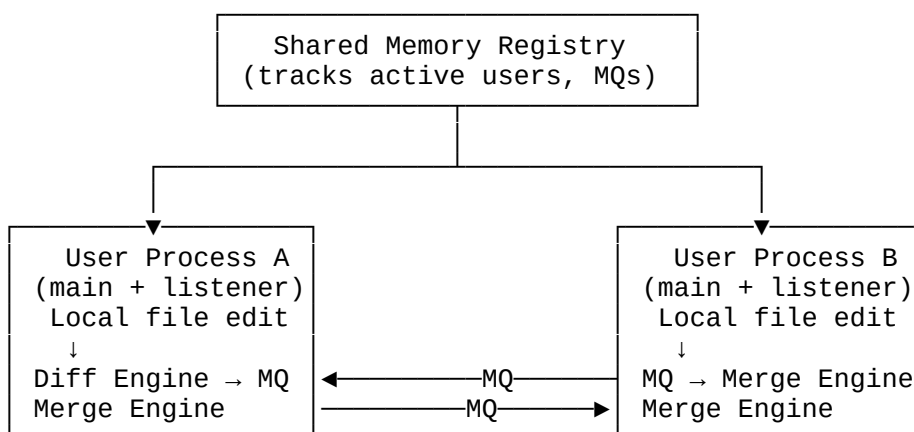 Shared Memory Registry
(tracks active users, MQs)
User Process A
(main + listener)
Local file edit
↓
Diff Engine → MQ
Merge Engine
MQ
MQ
User Process B
(main + listener)
Local file edit
↓
MQ → Merge Engine
Merge Engine